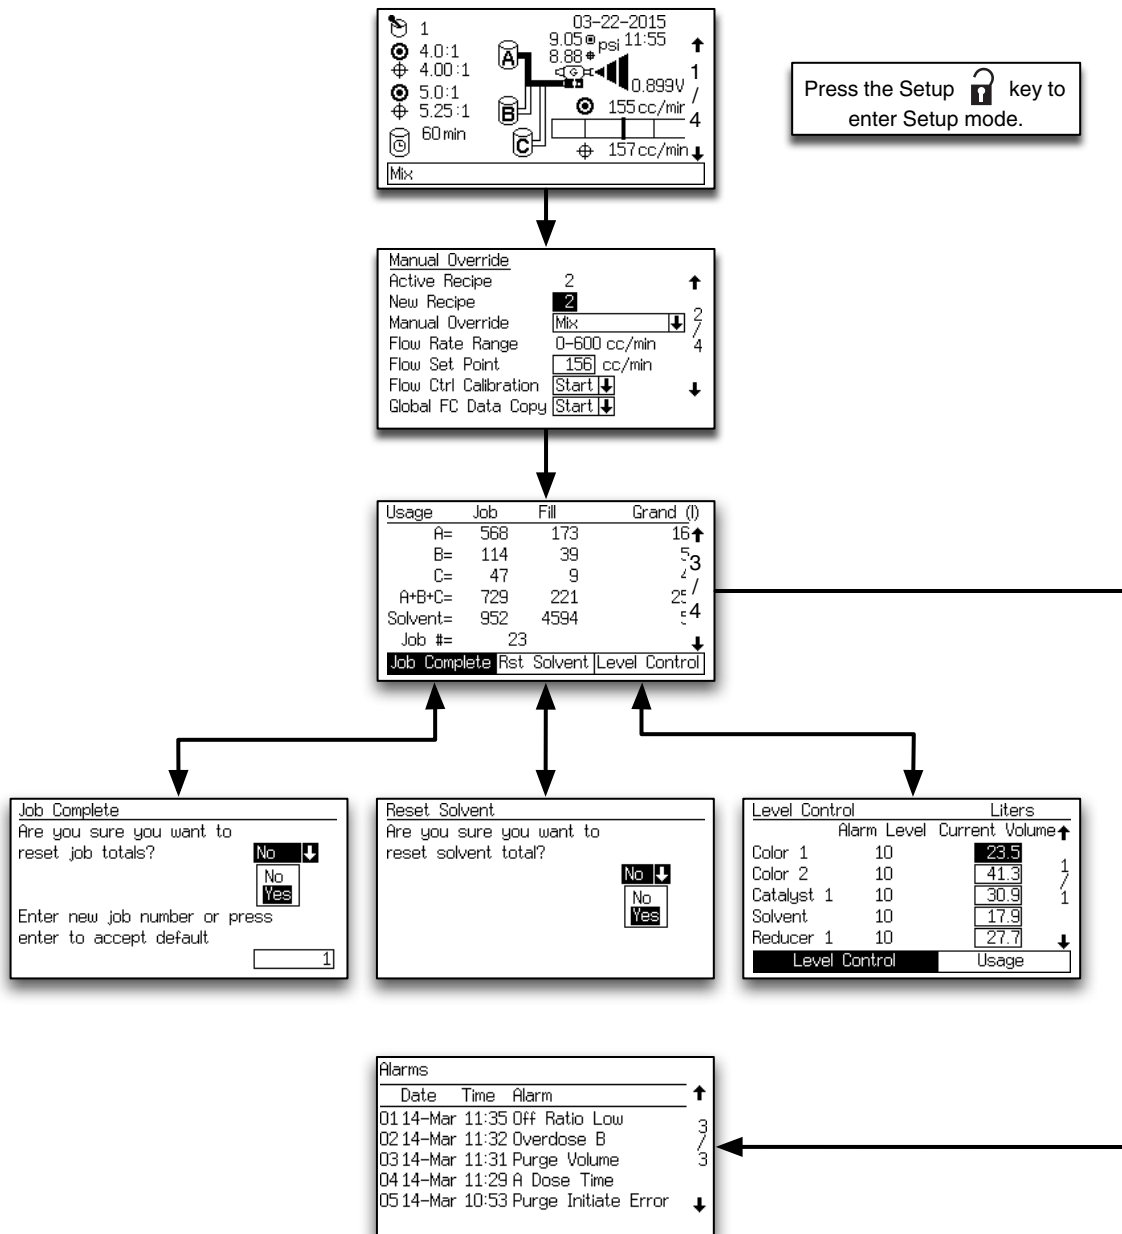 1
03-22-2015
4.0:1
9.05 psi 11:55
4.00:1
8.88
A
G
1
/
4
5.0:1
0.899V
5.25:1
B
155cc/mir
60min
C
157cc/min
Mix
Press the Setup key to
enter Setup mode.
Manual Override
Active Recipe 2
New Recipe 2
Manual Override Mix
2
/
4
Flow Rate Range 0-600 cc/min
Flow Set Point 156 cc/min
Flow Ctrl Calibration Start
Global FC Data Copy Start
Usage Job Fill Grand (l)
A= 568 173 16
B= 114 39 5
C= 47 9
A+B+C= 729 221 25
Solvent= 952 4594
3
/
4
Job #= 23
Job Complete Rst Solvent Level Control
Job Complete
Are you sure you want to
reset job totals? No
No
Yes
Enter new job number or press
enter to accept default
1
Reset Solvent
Are you sure you want to
reset solvent total?
No
No
Yes
Level Control Liters
Alarm Level Current Volume
Color 1 10 23.5
Color 2 10 41.3
Catalyst 1 10 30.9
Solvent 10 17.9
Reducer 1 10 27.7
1
/
1
Level Control Usage
Alarms
Date Time Alarm
01 14-Mar 11:35 Off Ratio Low
02 14-Mar 11:32 Overdose B
03 14-Mar 11:31 Purge Volume
04 14-Mar 11:29 A Dose Time
05 14-Mar 10:53 Purge Initiate Error
3
/
3